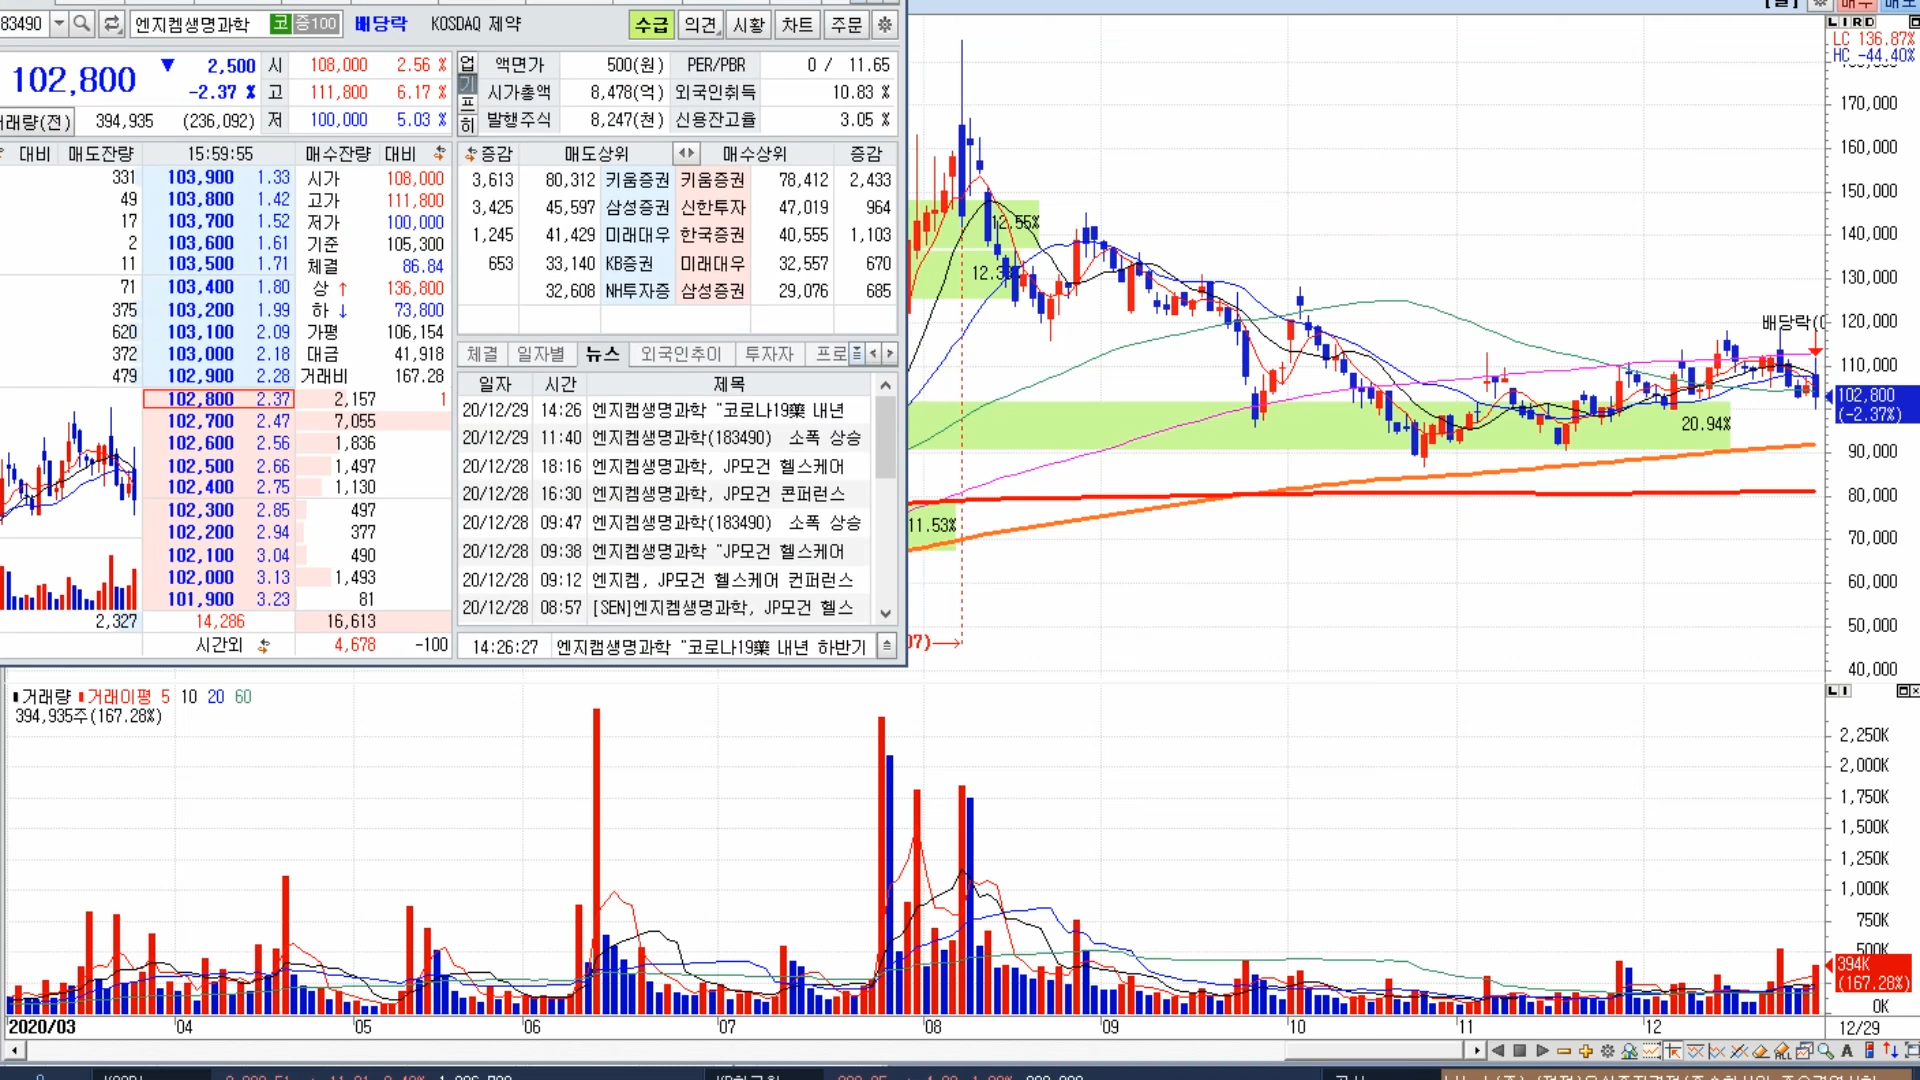 83490 엔지켐생명과학 코 증100 배당락 KOSDAQ 제약 수급 의견 시황 차트 주문
102,800 ▼ 2,500 시 108,000 2.56 %
-2.37 % 고 111,800 6.17 %
거래량(전) 394,935 (236,092) 저 100,000 5.03 %
업 액면가 500(원) PER/PBR 0 / 11.65
기 시가총액 8,478(억) 외국인취득 10.83 %
프
히 발행주식 8,247(천) 신용잔고율 3.05 %
대비 매도잔량 15:59:55 매수잔량 대비
331 103,900 1.33 시가 108,000
49 103,800 1.42 고가 111,800
17 103,700 1.52 저가 100,000
2 103,600 1.61 기준 105,300
11 103,500 1.71 체결 86.84
71 103,400 1.80 상 ↑ 136,800
375 103,200 1.99 하 ↓ 73,800
620 103,100 2.09 가평 106,154
372 103,000 2.18 대금 41,918
479 102,900 2.28 거래비 167.28
102,800 2.37 2,157 1
102,700 2.47 7,055
102,600 2.56 1,836
102,500 2.66 1,497
102,400 2.75 1,130
102,300 2.85 497
102,200 2.94 377
102,100 3.04 490
102,000 3.13 1,493
101,900 3.23 81
2,327 14,286 16,613
시간외 4,678 -100
증감 매도상위 매수상위 증감
3,613 80,312 키움증권 키움증권 78,412 2,433
3,425 45,597 삼성증권 신한투자 47,019 964
1,245 41,429 미래대우 한국증권 40,555 1,103
653 33,140 KB증권 미래대우 32,557 670
32,608 NH투자증 삼성증권 29,076 685
체결 일자별 뉴스 외국인추이 투자자 프로
일자 시간 제목
20/12/29 14:26 엔지켐생명과학 "코로나19藥 내년
20/12/29 11:40 엔지켐생명과학(183490) 소폭 상승
20/12/28 18:16 엔지켐생명과학, JP모건 헬스케어
20/12/28 16:30 엔지켐생명과학, JP모건 콘퍼런스
20/12/28 09:47 엔지켐생명과학(183490) 소폭 상승
20/12/28 09:38 엔지켐생명과학 "JP모건 헬스케어
20/12/28 09:12 엔지켐, JP모건 헬스케어 컨퍼런스
20/12/28 08:57 [SEN]엔지켐생명과학, JP모건 헬스
14:26:27 엔지켐생명과학 "코로나19藥 내년 하반기
L I R D
LC 136.87%
HC -44.40%
170,000
160,000
150,000
140,000
130,000
120,000
110,000
102,800
(-2.37%)
90,000
80,000
70,000
60,000
50,000
40,000
12.55%
배당락(0
20.94%
11.53%
07)→
거래량 거래이평 5 10 20 60
394,935주(167.28%)
L I
2,250K
2,000K
1,750K
1,500K
1,250K
1,000K
750K
500K
394K
(167.28%)
0K
2020/03 04 05 06 07 08 09 10 11 12 12/29